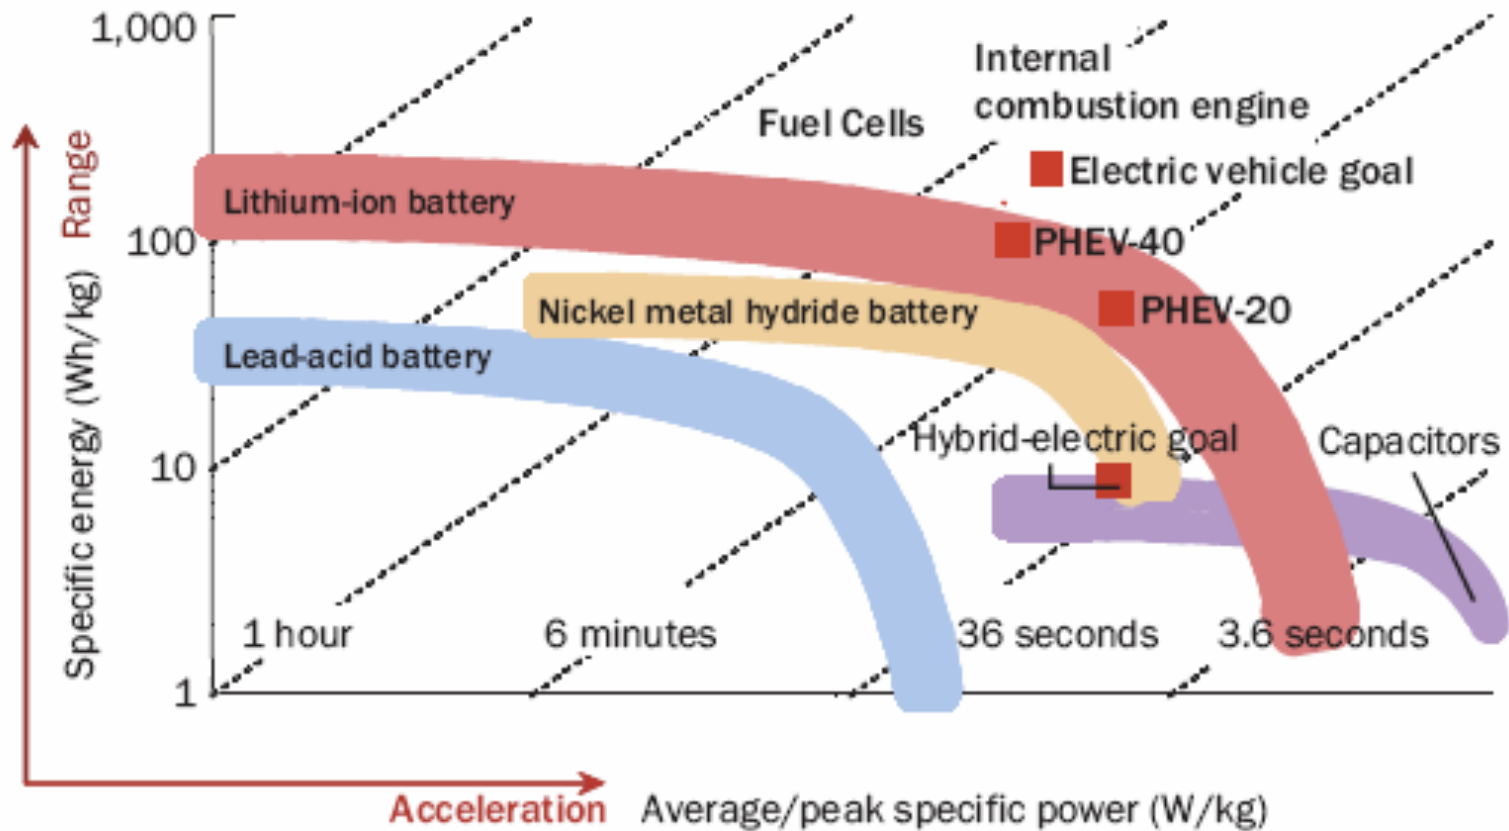 1,000
Internal
combustion engine
Fuel Cells
Electric vehicle goal
Range
Lithium-ion battery
100
PHEV-40
Nickel metal hydride battery
PHEV-20
Lead-acid battery
Specific energy (Wh/kg)
Hybrid-electric goal
Capacitors
10
1 hour
6 minutes
36 seconds
3.6 seconds
1
Acceleration
Average/peak specific power (W/kg)